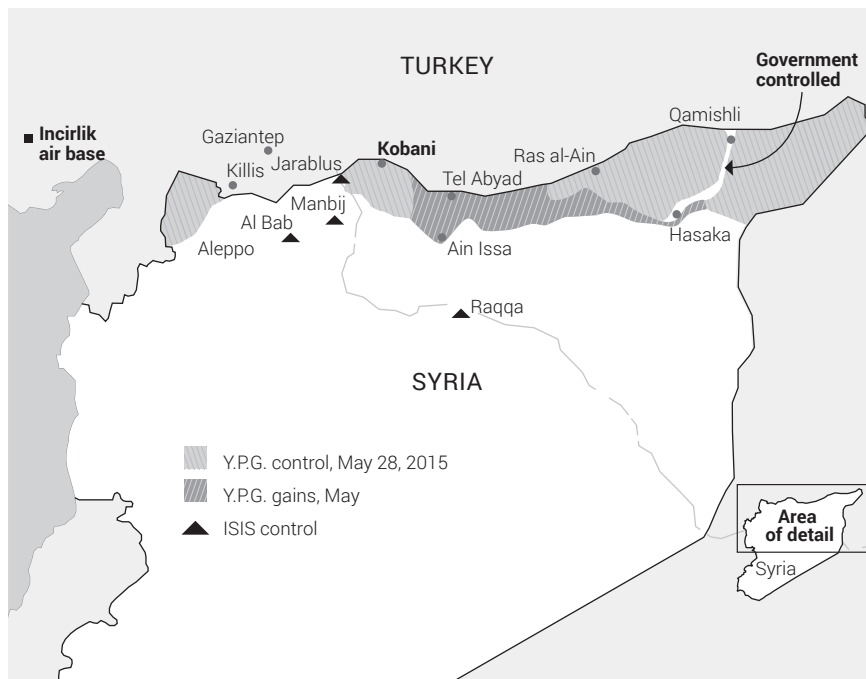 TURKEY
Government
controlled
Qamishli
Incirlik
air base
Gaziantep
Jarablus
Kobani
Ras al-Ain
Killis
Tel Abyad
Manbij
Al Bab
Aleppo
Ain Issa
Hasaka
Raqqa
SYRIA
Y.P.G. control, May 28, 2015
Y.P.G. gains, May
ISIS control
Area
of detail
Syria